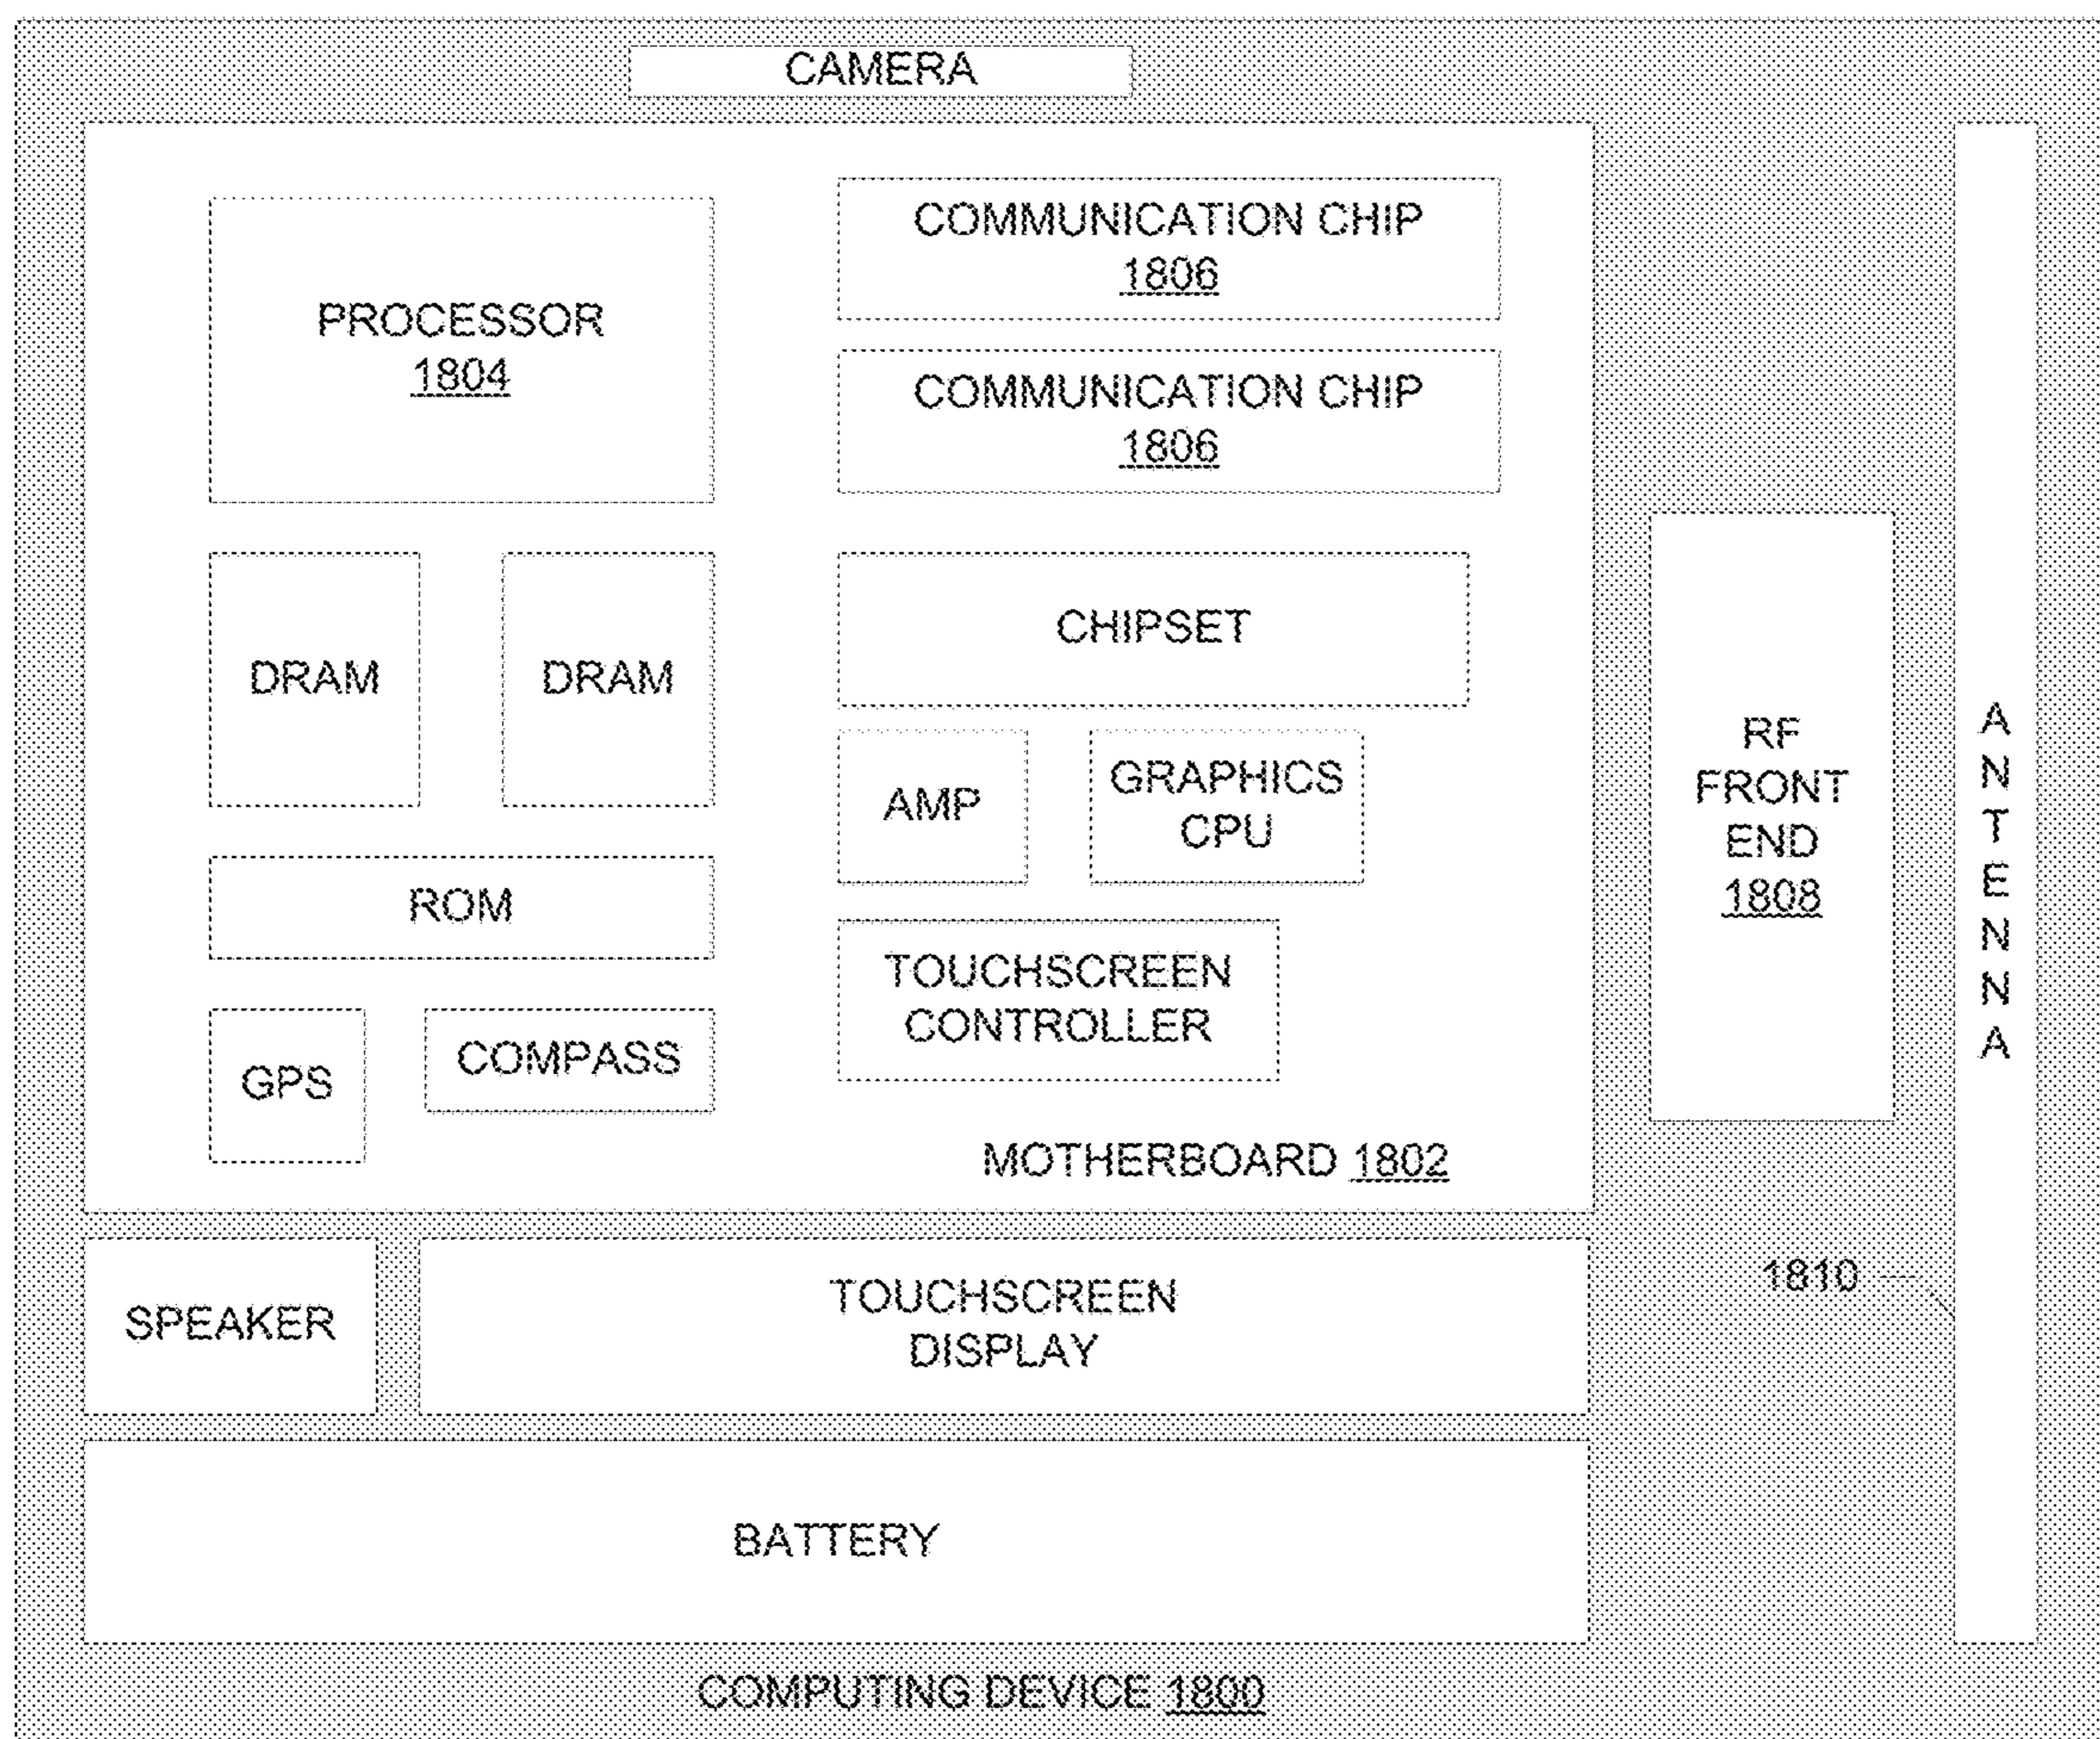 CAMERA
PROCESSOR
1804
COMMUNICATION CHIP
1806
COMMUNICATION CHIP
1806
DRAM
DRAM
CHIPSET
AMP
GRAPHICS
CPU
ROM
TOUCHSCREEN
CONTROLLER
GPS
COMPASS
MOTHERBOARD 1802
RF
FRONT
END
1808
A
N
T
E
N
N
A
1810
SPEAKER
TOUCHSCREEN
DISPLAY
BATTERY
COMPUTING DEVICE 1800